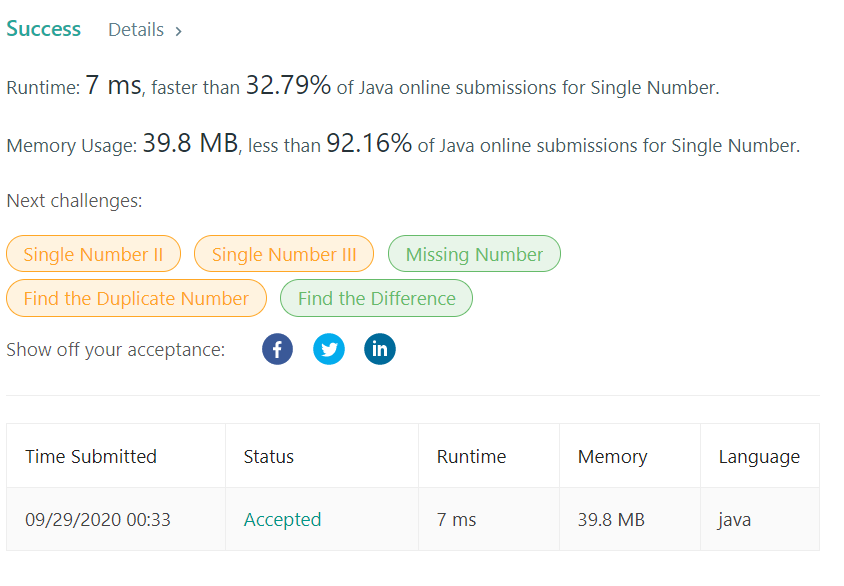 Success Details >
Runtime: 7 ms, faster than 32.79% of Java online submissions for Single Number.
Memory Usage: 39.8 MB, less than 92.16% of Java online submissions for Single Number.
Next challenges:
Single Number II Single Number III Missing Number
Find the Duplicate Number Find the Difference
Show off your acceptance: f in
Time Submitted Status Runtime Memory Language
09/29/2020 00:33 Accepted 7 ms 39.8 MB java